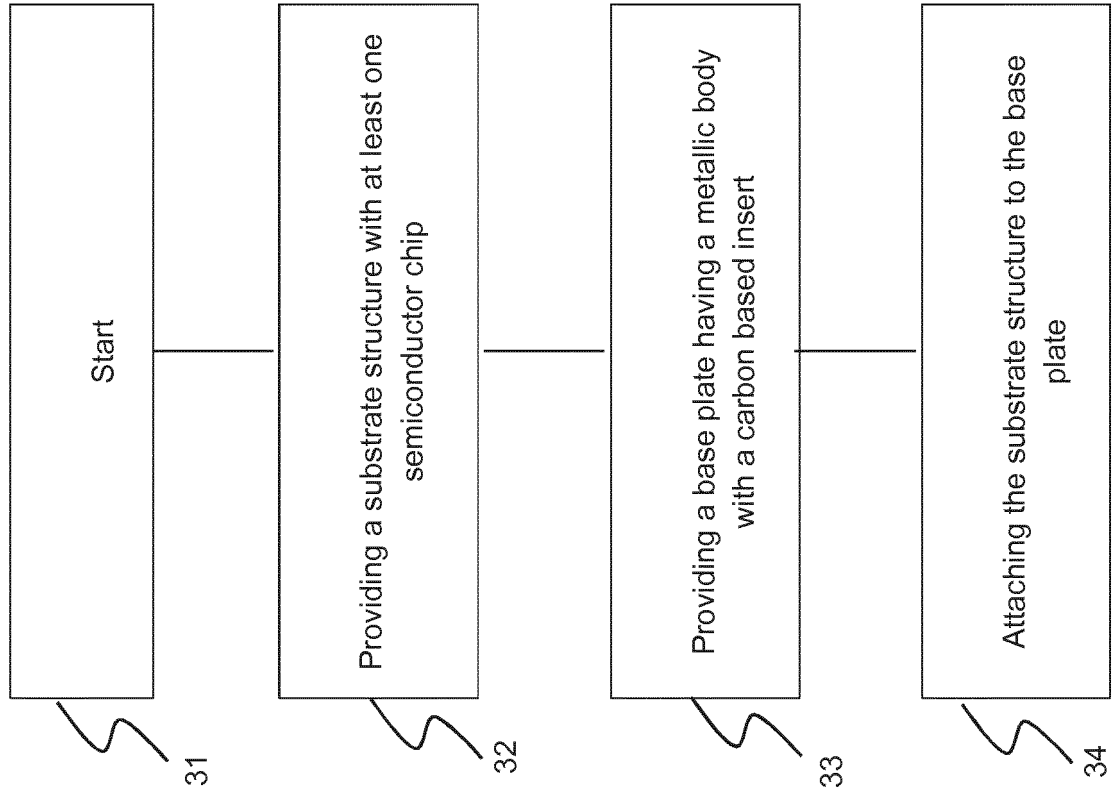 Start
31
Providing a substrate structure with at least one
semiconductor chip
32
Providing a base plate having a metallic body
with a carbon based insert
33
Attaching the substrate structure to the base
plate
34